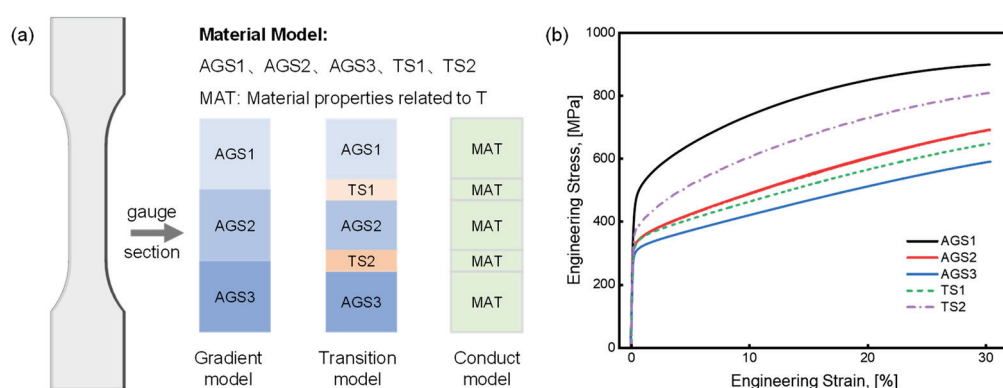 (a)
Material Model:
AGS1、AGS2、AGS3、TS1、TS2
MAT: Material properties related to T
gauge
section
AGS1
AGS2
AGS3
AGS1
TS1
AGS2
TS2
AGS3
MAT
MAT
MAT
MAT
MAT
Gradient
model
Transition
model
Conduct
model
(b)
Engineering Stress, [MPa]
1000
800
600
400
200
0
0
10
20
30
Engineering Strain, [%]
AGS1
AGS2
AGS3
TS1
TS2